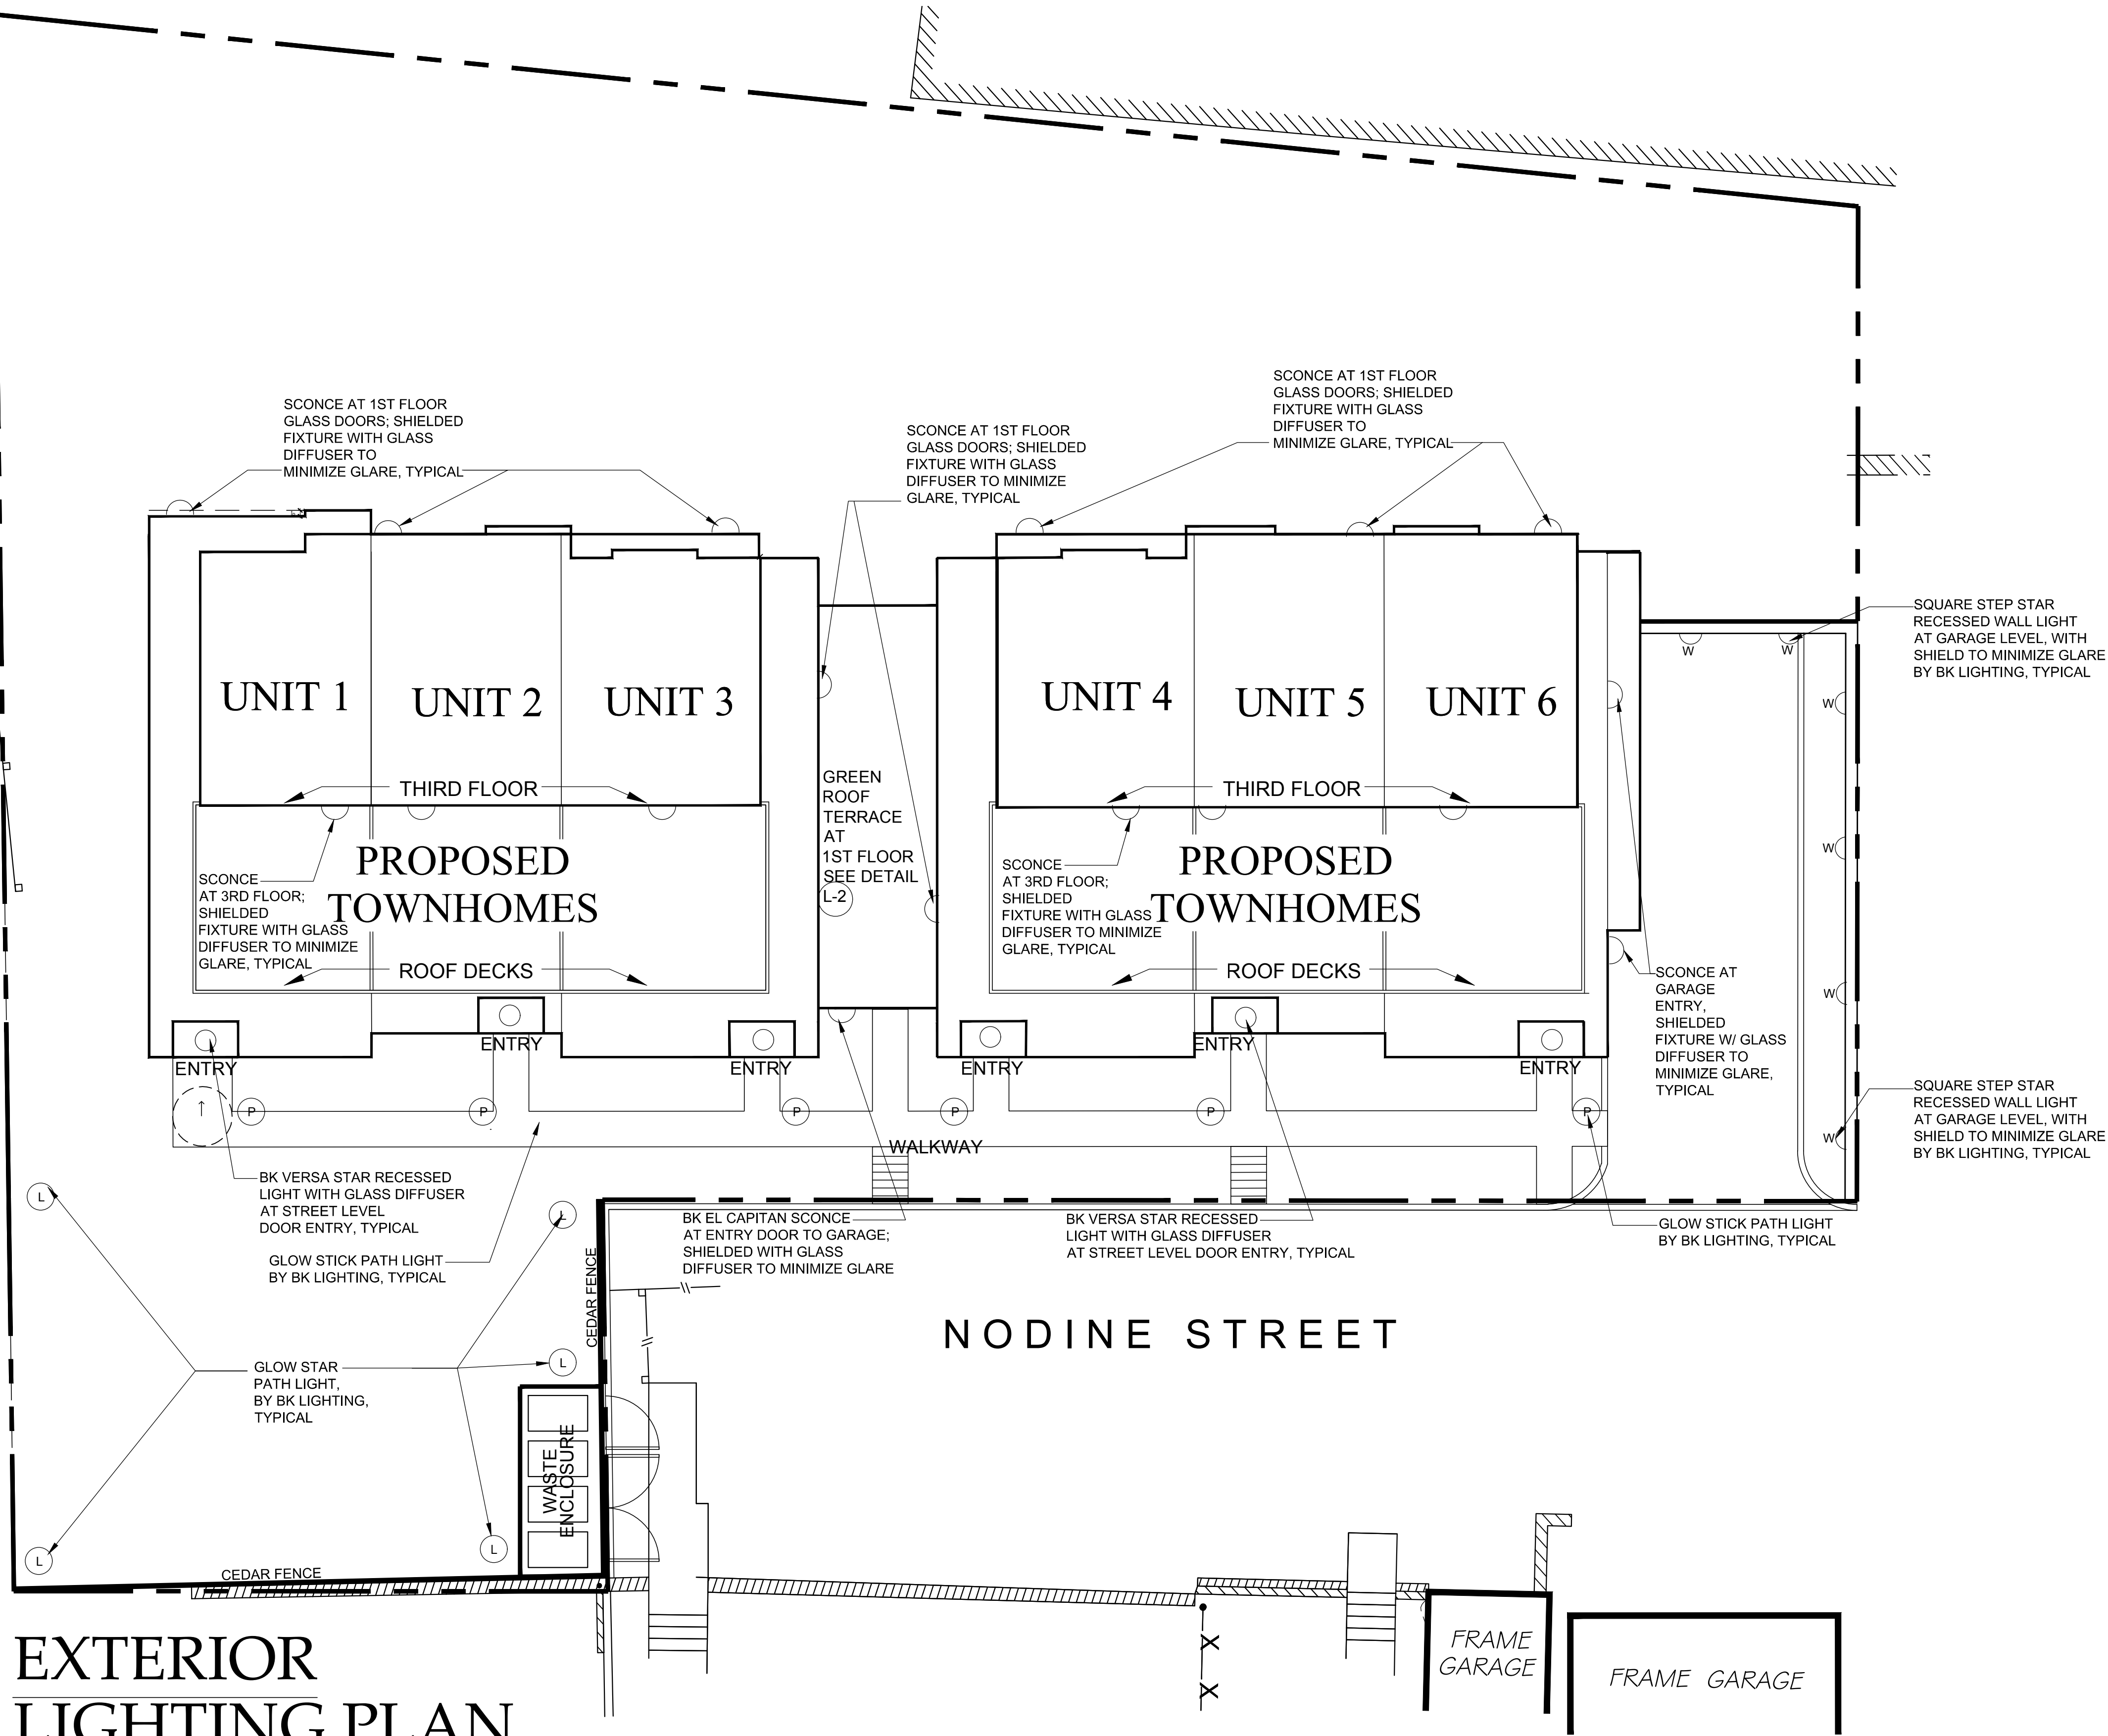 SCONCE AT 1ST FLOOR
GLASS DOORS; SHIELDED
FIXTURE WITH GLASS
DIFFUSER TO
MINIMIZE GLARE, TYPICAL
SCONCE AT 1ST FLOOR
GLASS DOORS; SHIELDED
FIXTURE WITH GLASS
DIFFUSER TO MINIMIZE
GLARE, TYPICAL
SCONCE AT 1ST FLOOR
GLASS DOORS; SHIELDED
FIXTURE WITH GLASS
DIFFUSER TO
MINIMIZE GLARE, TYPICAL
SQUARE STEP STAR
RECESSED WALL LIGHT
AT GARAGE LEVEL, WITH
SHIELD TO MINIMIZE GLARE
BY BK LIGHTING, TYPICAL
W
W
W
W
W
W
UNIT 1
UNIT 2
UNIT 3
UNIT 4
UNIT 5
UNIT 6
THIRD FLOOR
THIRD FLOOR
PROPOSED
TOWNHOMES
PROPOSED
TOWNHOMES
GREEN
ROOF
TERRACE
AT
1ST FLOOR
SEE DETAIL
L-2
SCONCE
AT 3RD FLOOR;
SHIELDED
FIXTURE WITH GLASS
DIFFUSER TO MINIMIZE
GLARE, TYPICAL
SCONCE
AT 3RD FLOOR;
SHIELDED
FIXTURE WITH GLASS
DIFFUSER TO MINIMIZE
GLARE, TYPICAL
ROOF DECKS
ROOF DECKS
SCONCE AT
GARAGE
ENTRY,
SHIELDED
FIXTURE W/ GLASS
DIFFUSER TO
MINIMIZE GLARE,
TYPICAL
ENTRY
ENTRY
ENTRY
ENTRY
ENTRY
ENTRY
P
P
P
P
P
P
WALKWAY
SQUARE STEP STAR
RECESSED WALL LIGHT
AT GARAGE LEVEL, WITH
SHIELD TO MINIMIZE GLARE
BY BK LIGHTING, TYPICAL
BK VERSA STAR RECESSED
LIGHT WITH GLASS DIFFUSER
AT STREET LEVEL
DOOR ENTRY, TYPICAL
GLOW STICK PATH LIGHT
BY BK LIGHTING, TYPICAL
BK EL CAPITAN SCONCE
AT ENTRY DOOR TO GARAGE;
SHIELDED WITH GLASS
DIFFUSER TO MINIMIZE GLARE
BK VERSA STAR RECESSED
LIGHT WITH GLASS DIFFUSER
AT STREET LEVEL DOOR ENTRY, TYPICAL
GLOW STICK PATH LIGHT
BY BK LIGHTING, TYPICAL
L
L
L
L
L
CEDAR FENCE
NODINE STREET
GLOW STAR
PATH LIGHT,
BY BK LIGHTING,
TYPICAL
WASTE
ENCLOSURE
CEDAR FENCE
X
X
FRAME
GARAGE
FRAME GARAGE
EXTERIOR
LIGHTING PLAN